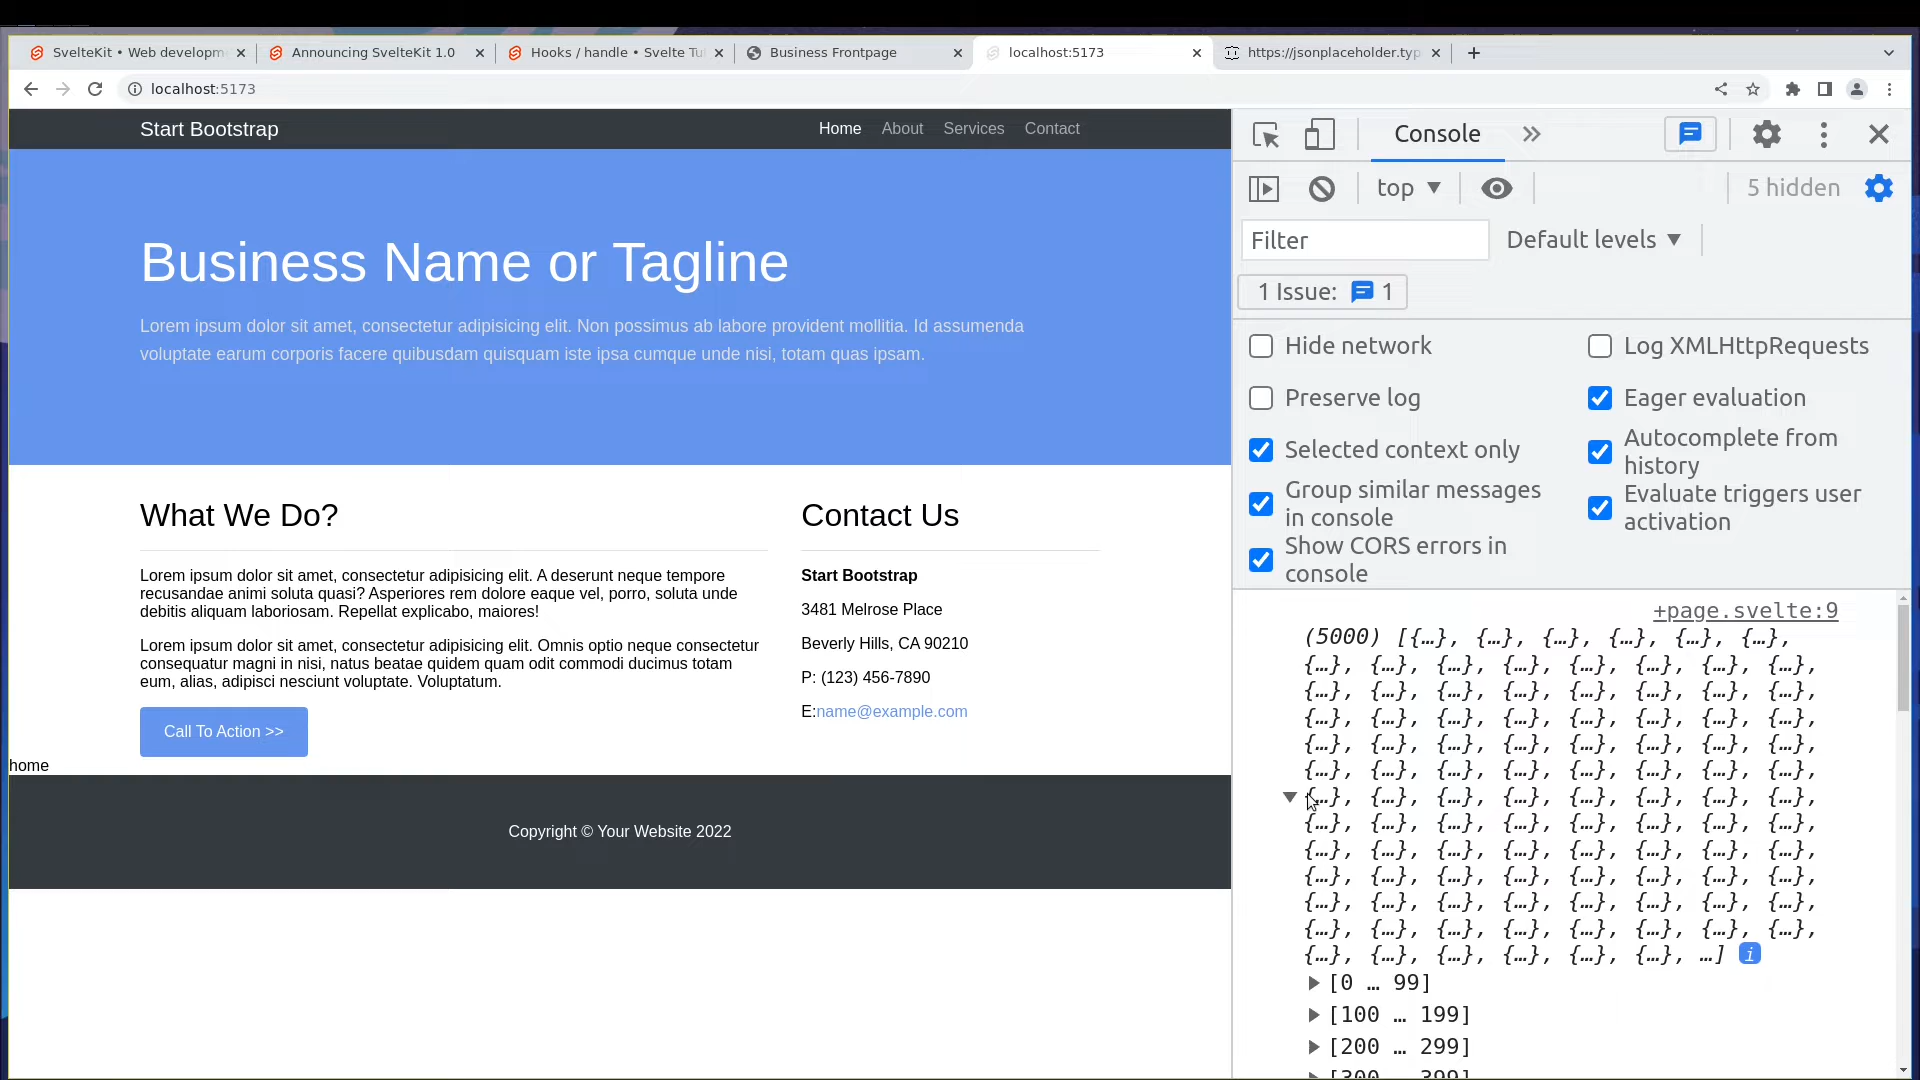 SvelteKit • Web developm
Announcing SvelteKit 1.0
Hooks / handle • Svelte Tu
Business Frontpage
localhost:5173
https://jsonplaceholder.typ
localhost:5173
Start Bootstrap
Home About Services Contact
Business Name or Tagline
Lorem ipsum dolor sit amet, consectetur adipisicing elit. Non possimus ab labore provident mollitia. Id assumenda
voluptate earum corporis facere quibusdam quisquam iste ipsa cumque unde nisi, totam quas ipsam.
What We Do?
Lorem ipsum dolor sit amet, consectetur adipisicing elit. A deserunt neque tempore
recusandae animi soluta quasi? Asperiores rem dolore eaque vel, porro, soluta unde
debitis aliquam laboriosam. Repellat explicabo, maiores!
Lorem ipsum dolor sit amet, consectetur adipisicing elit. Omnis optio neque consectetur
consequatur magni in nisi, natus beatae quidem quam odit commodi ducimus totam
eum, alias, adipisci nesciunt voluptate. Voluptatum.
Call To Action >>
Contact Us
Start Bootstrap
3481 Melrose Place
Beverly Hills, CA 90210
P: (123) 456-7890
E:name@example.com
home
Copyright © Your Website 2022
Console
top
5 hidden
Filter
Default levels
1 Issue: 1
Hide network
Log XMLHttpRequests
Preserve log
Eager evaluation
Selected context only
Autocomplete from
history
Group similar messages
in console
Evaluate triggers user
activation
Show CORS errors in
console
+page.svelte:9
(5000) [{…}, {…}, {…}, {…}, {…}, {…},
{…}, {…}, {…}, {…}, {…}, {…}, {…}, {…},
{…}, {…}, {…}, {…}, {…}, {…}, {…}, {…},
{…}, {…}, {…}, {…}, {…}, {…}, {…}, {…},
{…}, {…}, {…}, {…}, {…}, {…}, {…}, {…},
{…}, {…}, {…}, {…}, {…}, {…}, {…}, {…},
{…}, {…}, {…}, {…}, {…}, {…}, {…}, {…},
{…}, {…}, {…}, {…}, {…}, {…}, {…}, {…},
{…}, {…}, {…}, {…}, {…}, {…}, {…}, {…},
{…}, {…}, {…}, {…}, {…}, {…}, {…}, {…},
{…}, {…}, {…}, {…}, {…}, {…}, {…}, {…},
{…}, {…}, {…}, {…}, {…}, {…}, {…}, {…},
{…}, {…}, {…}, {…}, {…}, {…}, …] i
[0 … 99]
[100 … 199]
[200 … 299]
[300 … 399]